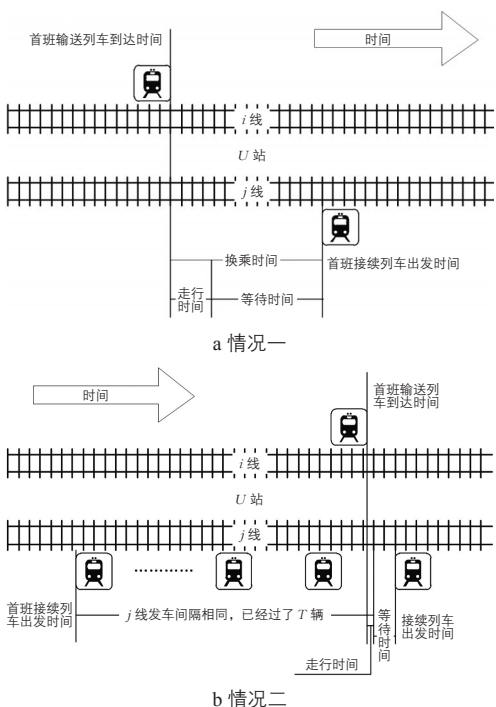 首班输送列车到达时间
时间
i 线
U 站
j 线
换乘时间
首班接续列车出发时间
走行
时间
等待时间
a 情况一
时间
首班输送列
车到达时间
i 线
U 站
j 线
首班接续列
车出发时间
j 线发车间隔相同，已经过了 T 辆
等
待
时
间
接续列车
出发时间
走行时间
b 情况二